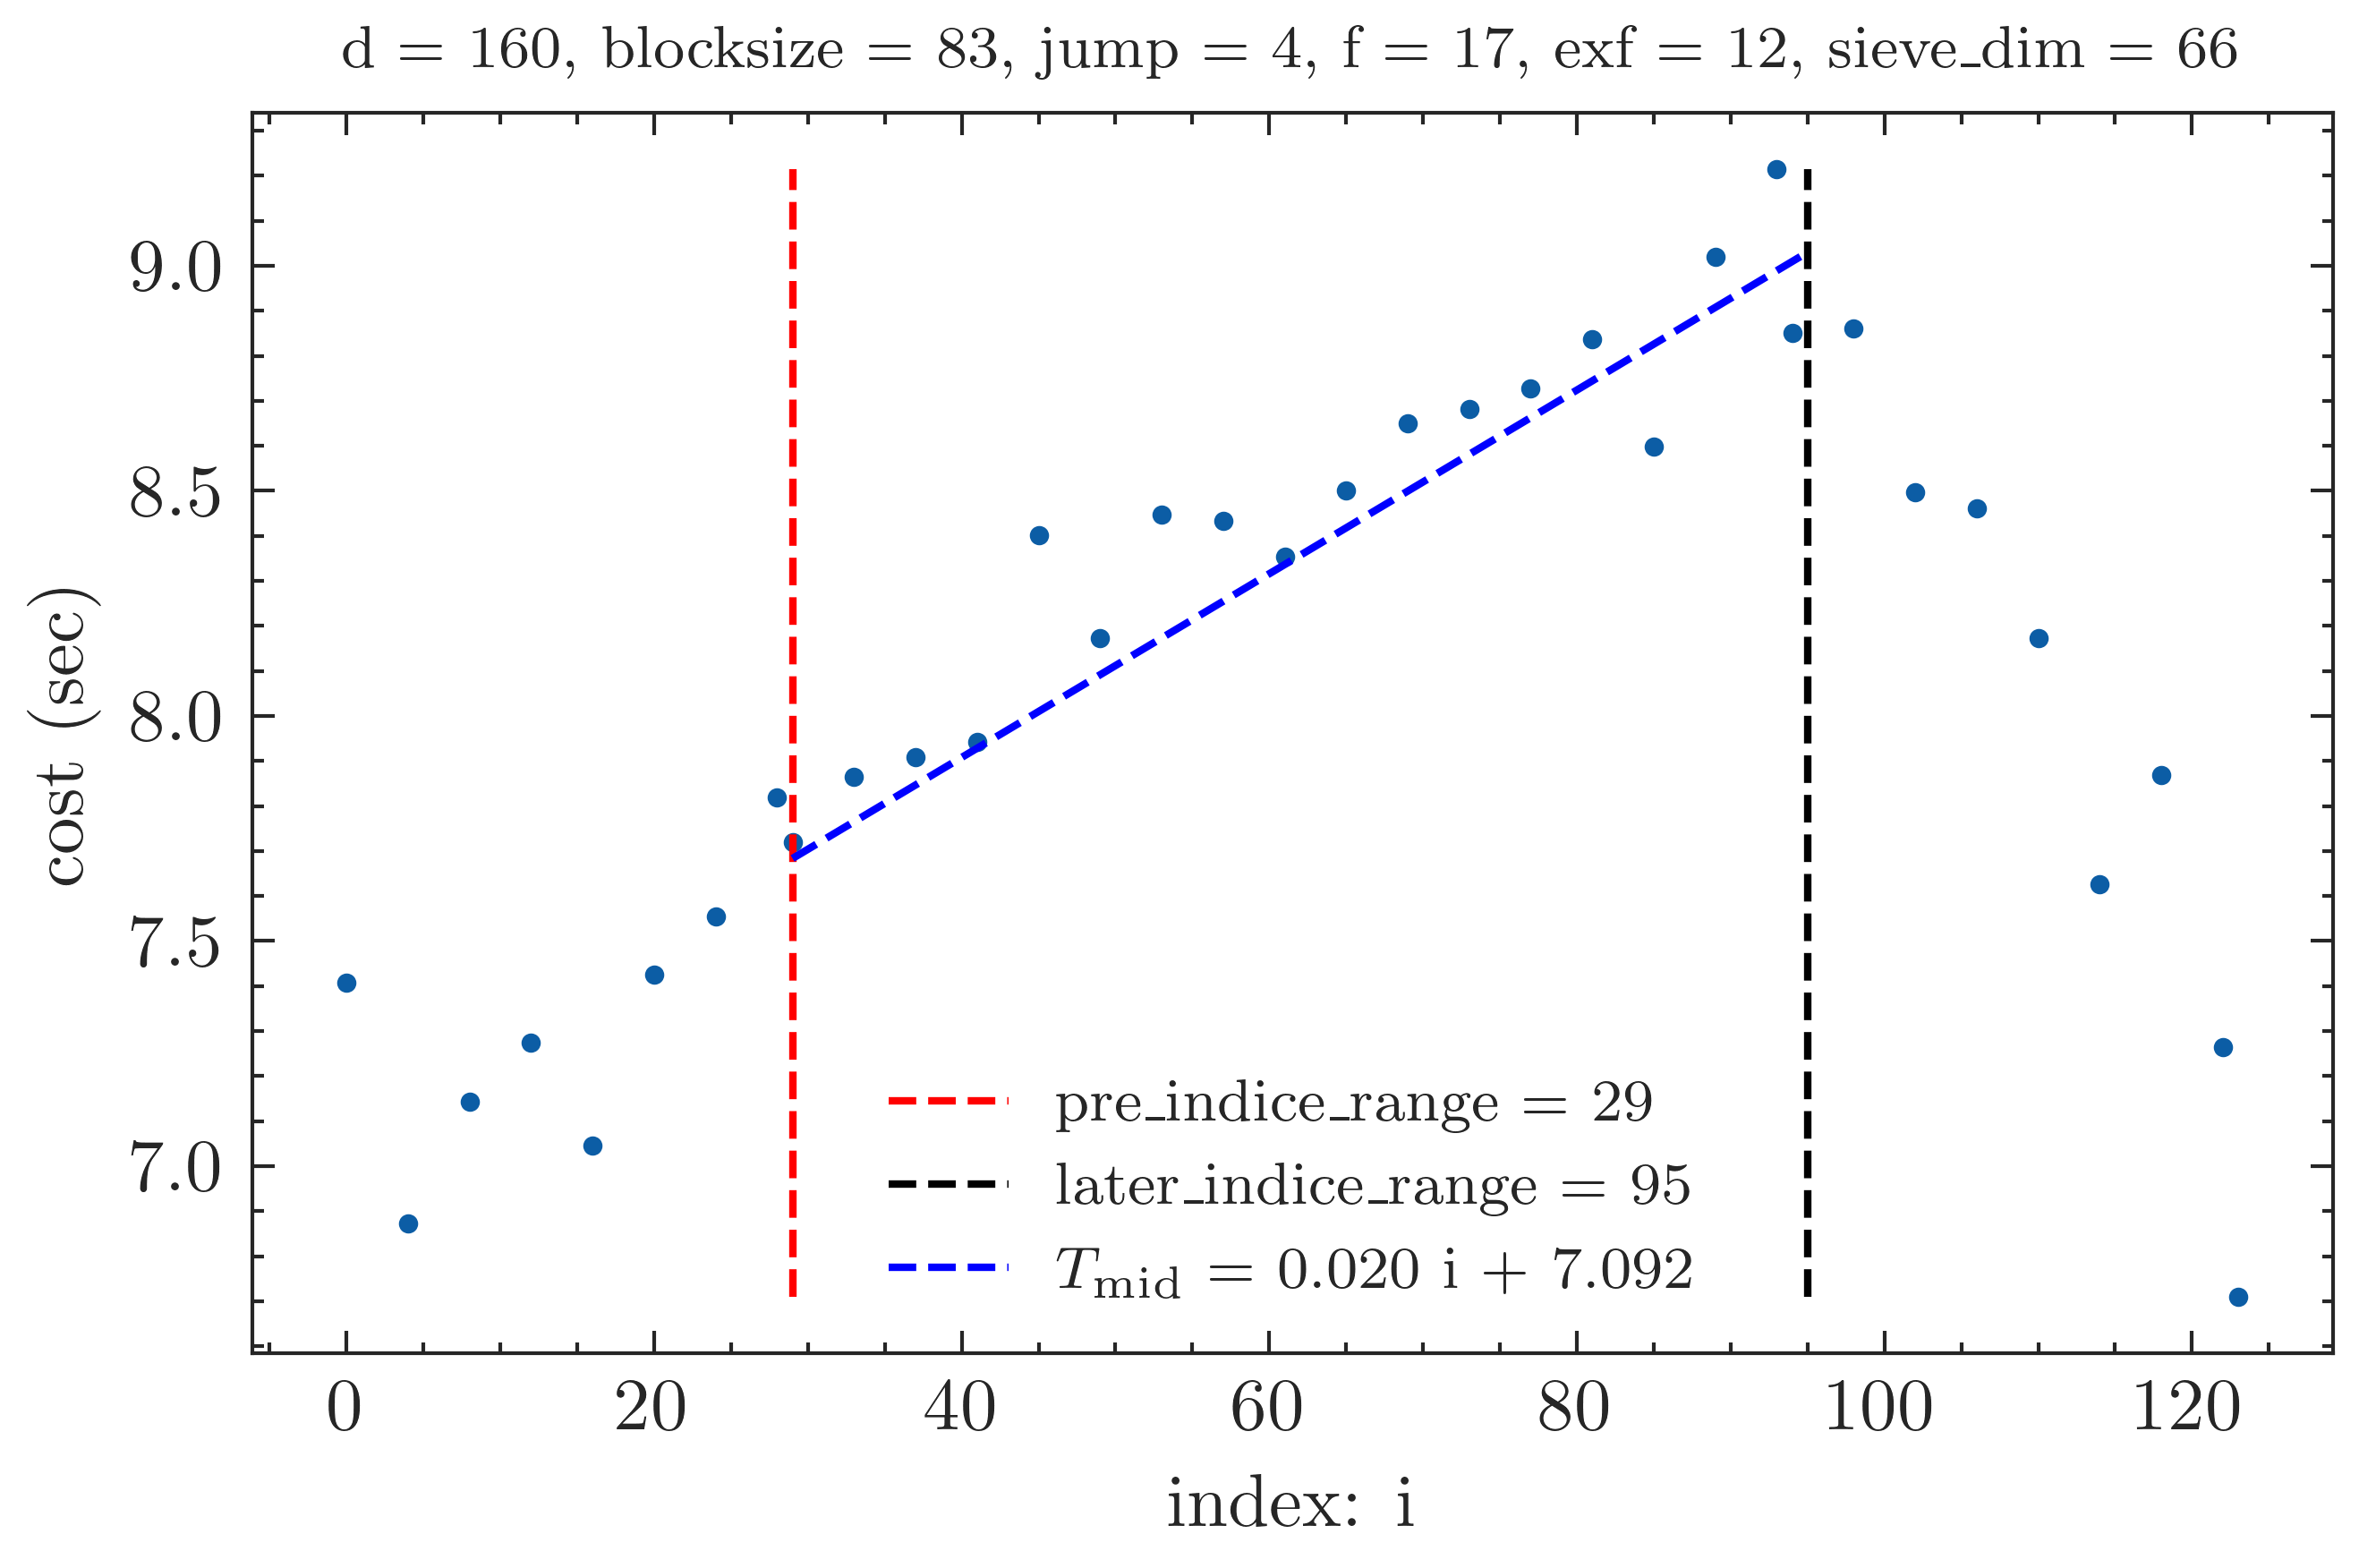 d = 160, blocksize = 83, jump = 4, f = 17, exf = 12, sieve_dim = 66
9.0
8.5
8.0
7.5
7.0
cost (sec)
pre_indice_range = 29
later_indice_range = 95
T_mid = 0.020 i + 7.092
0 20 40 60 80 100 120
index: i